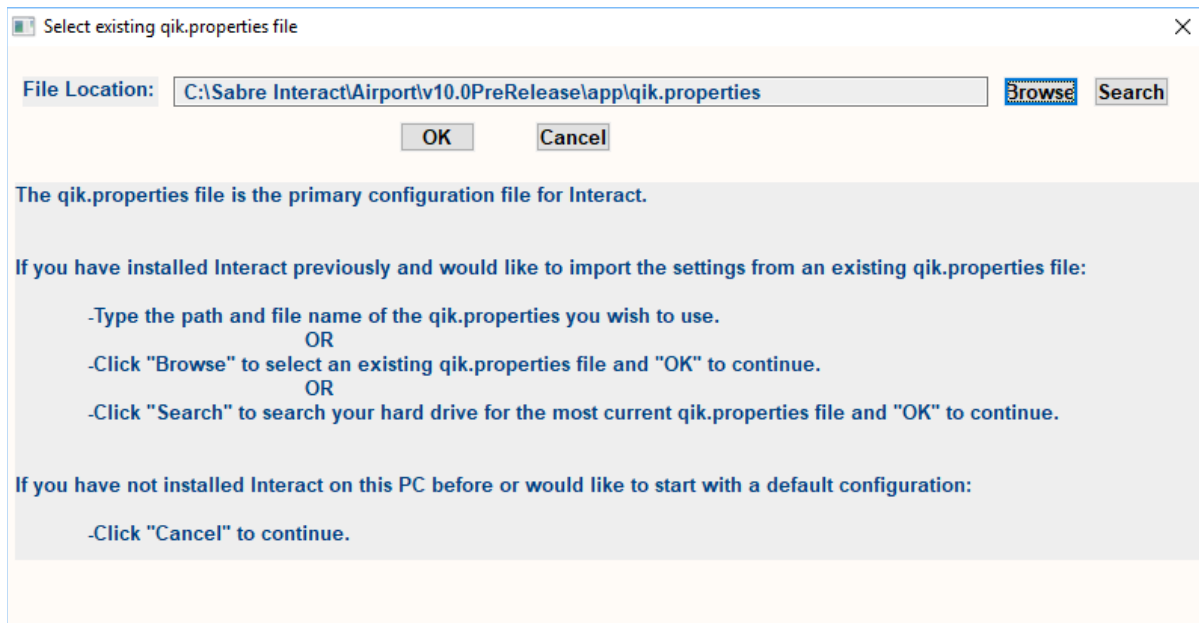 Select existing qik.properties file
File Location: C:\Sabre Interact\Airport\v10.0PreRelease\app\qik.properties Browse Search
OK Cancel
The qik.properties file is the primary configuration file for Interact.
If you have installed Interact previously and would like to import the settings from an existing qik.properties file:
-Type the path and file name of the qik.properties you wish to use.
OR
-Click "Browse" to select an existing qik.properties file and "OK" to continue.
OR
-Click "Search" to search your hard drive for the most current qik.properties file and "OK" to continue.
If you have not installed Interact on this PC before or would like to start with a default configuration:
-Click "Cancel" to continue.